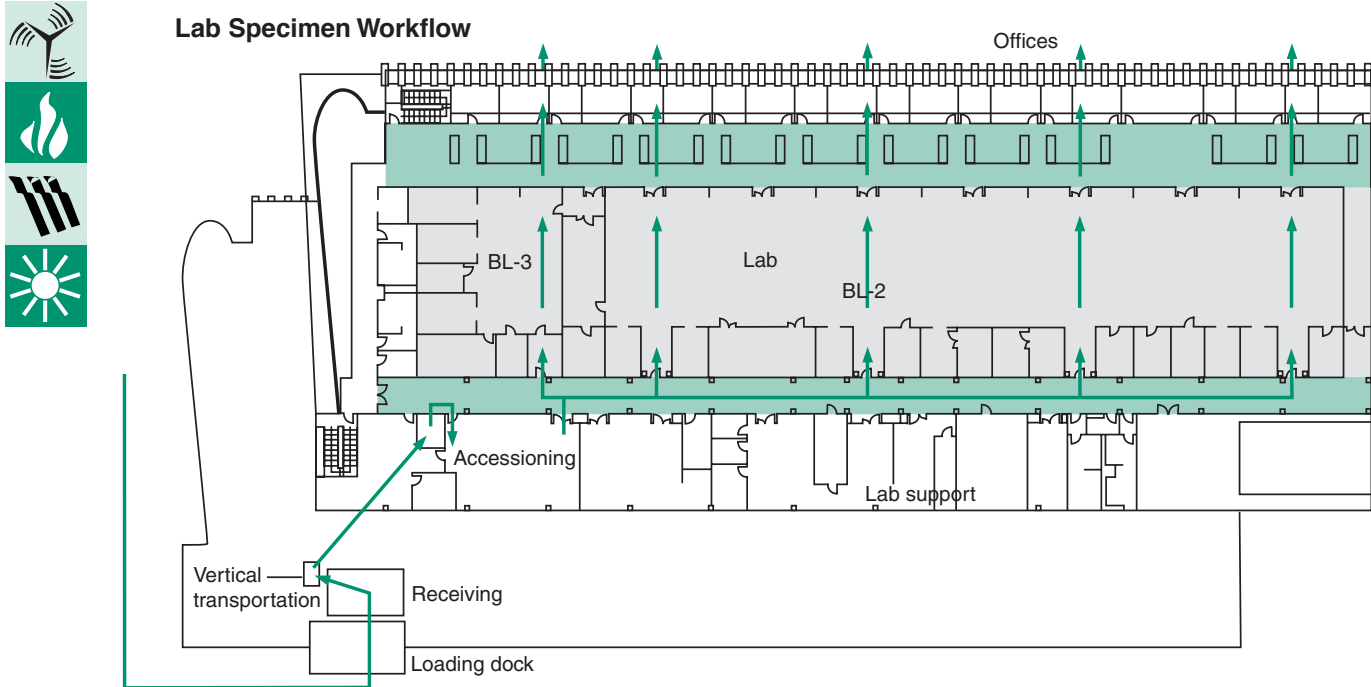 Lab Specimen Workflow
Offices
BL-3
Lab
BL-2
Accessioning
Lab support
Vertical
transportation
Receiving
Loading dock